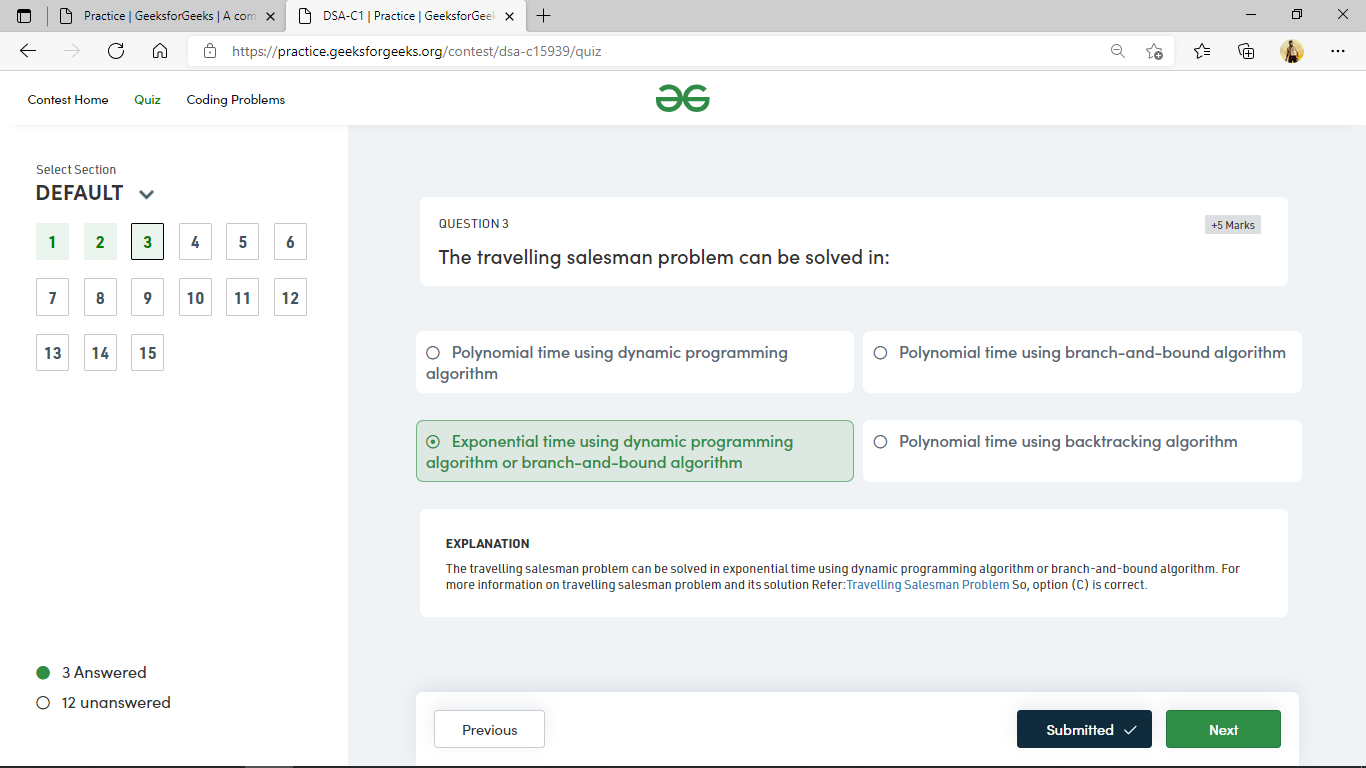 Practice | GeeksforGeeks | A com
DSA-C1 | Practice | GeeksforGee
https://practice.geeksforgeeks.org/contest/dsa-c15939/quiz
Contest Home Quiz Coding Problems
Select Section
DEFAULT
1 2 3 4 5 6
7 8 9 10 11 12
13 14 15
3 Answered
12 unanswered
QUESTION 3
+5 Marks
The travelling salesman problem can be solved in:
Polynomial time using dynamic programming
algorithm
Polynomial time using branch-and-bound algorithm
Exponential time using dynamic programming
algorithm or branch-and-bound algorithm
Polynomial time using backtracking algorithm
EXPLANATION
The travelling salesman problem can be solved in exponential time using dynamic programming algorithm or branch-and-bound algorithm. For
more information on travelling salesman problem and its solution Refer:Travelling Salesman Problem So, option (C) is correct.
Previous
Submitted
Next